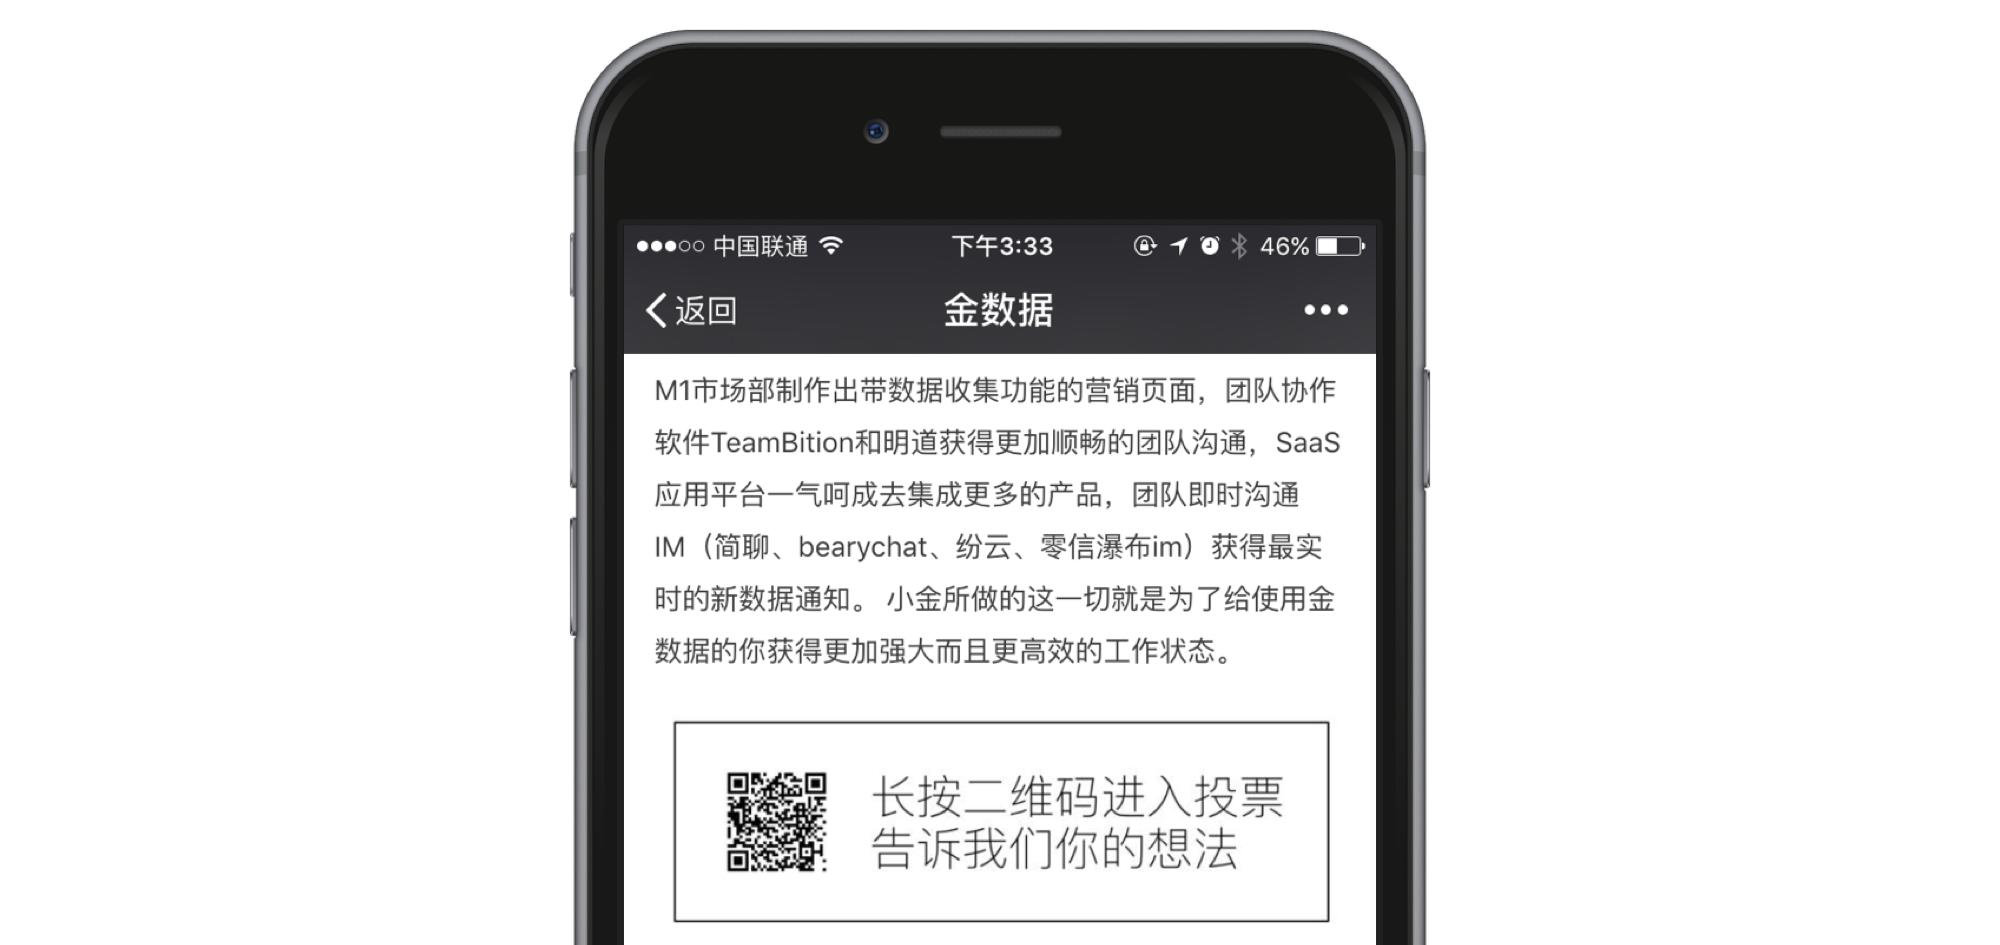 中国联通 下午3:33 46%
返回 金数据
M1市场部制作出带数据收集功能的营销页面，团队协作
软件TeamBition和明道获得更加顺畅的团队沟通，SaaS
应用平台一气呵成去集成更多的产品，团队即时沟通
IM（简聊、bearychat、纷云、零信瀑布im）获得最实
时的新数据通知。 小金所做的这一切就是为了给使用金
数据的你获得更加强大而且更高效的工作状态。
长按二维码进入投票
告诉我们你的想法